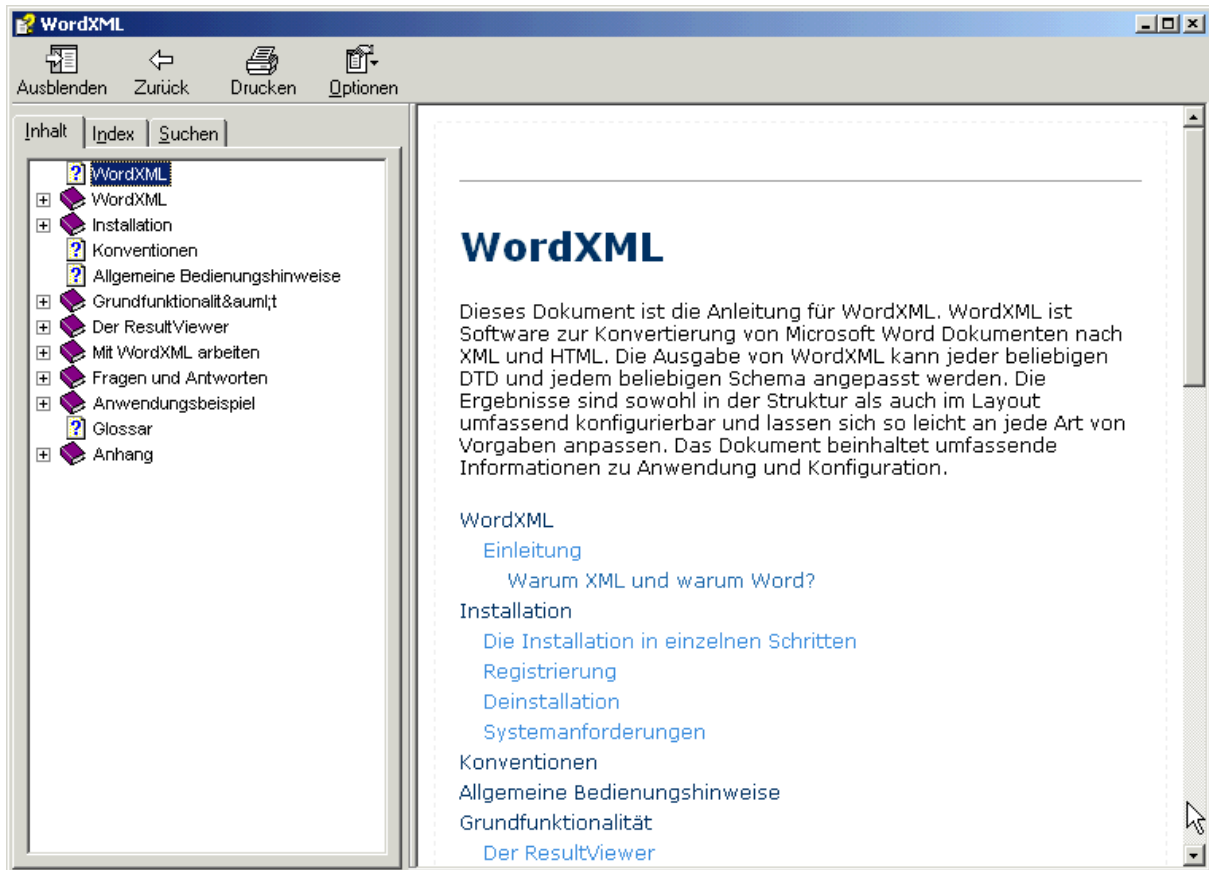 WordXML
Ausblenden Zurück Drucken Optionen
Inhalt Index Suchen
WordXML
WordXML
Installation
Konventionen
Allgemeine Bedienungshinweise
Grundfunktionalit&auml;t
Der ResultViewer
Mit WordXML arbeiten
Fragen und Antworten
Anwendungsbeispiel
Glossar
Anhang
WordXML
Dieses Dokument ist die Anleitung für WordXML. WordXML ist
Software zur Konvertierung von Microsoft Word Dokumenten nach
XML und HTML. Die Ausgabe von WordXML kann jeder beliebigen
DTD und jedem beliebigen Schema angepasst werden. Die
Ergebnisse sind sowohl in der Struktur als auch im Layout
umfassend konfigurierbar und lassen sich so leicht an jede Art von
Vorgaben anpassen. Das Dokument beinhaltet umfassende
Informationen zu Anwendung und Konfiguration.
WordXML
Einleitung
Warum XML und warum Word?
Installation
Die Installation in einzelnen Schritten
Registrierung
Deinstallation
Systemanforderungen
Konventionen
Allgemeine Bedienungshinweise
Grundfunktionalität
Der ResultViewer